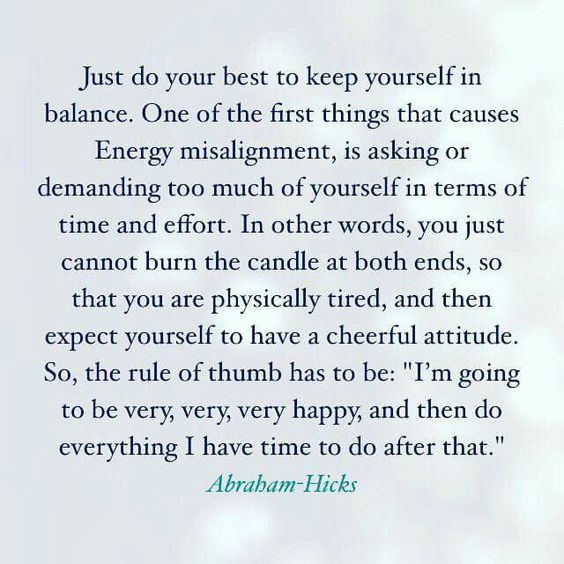 Just do your best to keep yourself in
balance. One of the first things that causes
Energy misalignment, is asking or
demanding too much of yourself in terms of
time and effort. In other words, you just
cannot burn the candle at both ends, so
that you are physically tired, and then
expect yourself to have a cheerful attitude.
So, the rule of thumb has to be: "I'm going
to be very, very, very happy, and then do
everything I have time to do after that."
Abraham-Hicks